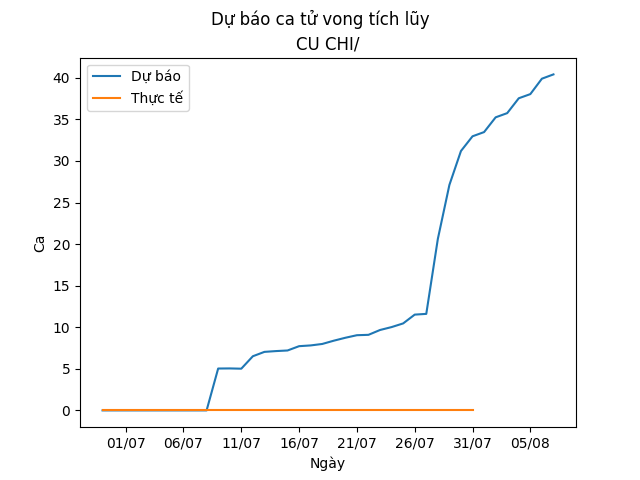 Dự báo ca tử vong tích lũy
CU CHI/
Dự báo
Thực tế
40
35
30
25
20
15
10
5
0
Ca
01/07 06/07 11/07 16/07 21/07 26/07 31/07 05/08
Ngày